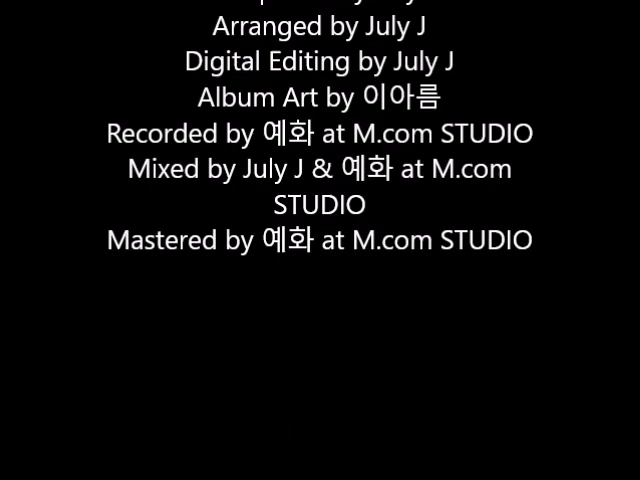 Arranged by July J
Digital Editing by July J
Album Art by 이아름
Recorded by 예화 at M.com STUDIO
Mixed by July J & 예화 at M.com
STUDIO
Mastered by 예화 at M.com STUDIO